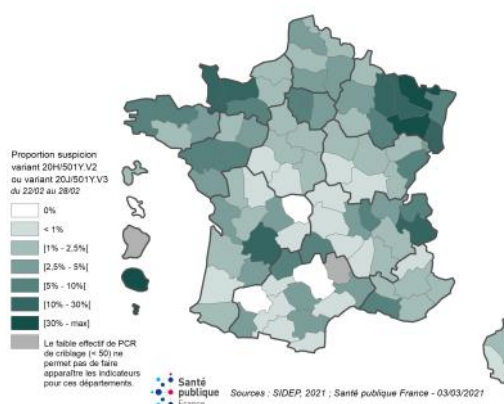 Proportion suspicion
variant 20H/501Y.V2
ou variant 20J/501Y.V3
du 22/02 au 28/02
0%
< 1%
[1% - 2,5%[
[2,5% - 5%[
[5% - 10%[
[10% - 30%[
[30% - max]
Le faible effectif de PCR
de criblage (< 50) ne
permet pas de faire
apparaître les indicateurs
pour ces départements.
Santé
publique
France
Sources : SIDEP, 2021 ; Santé publique France - 03/03/2021